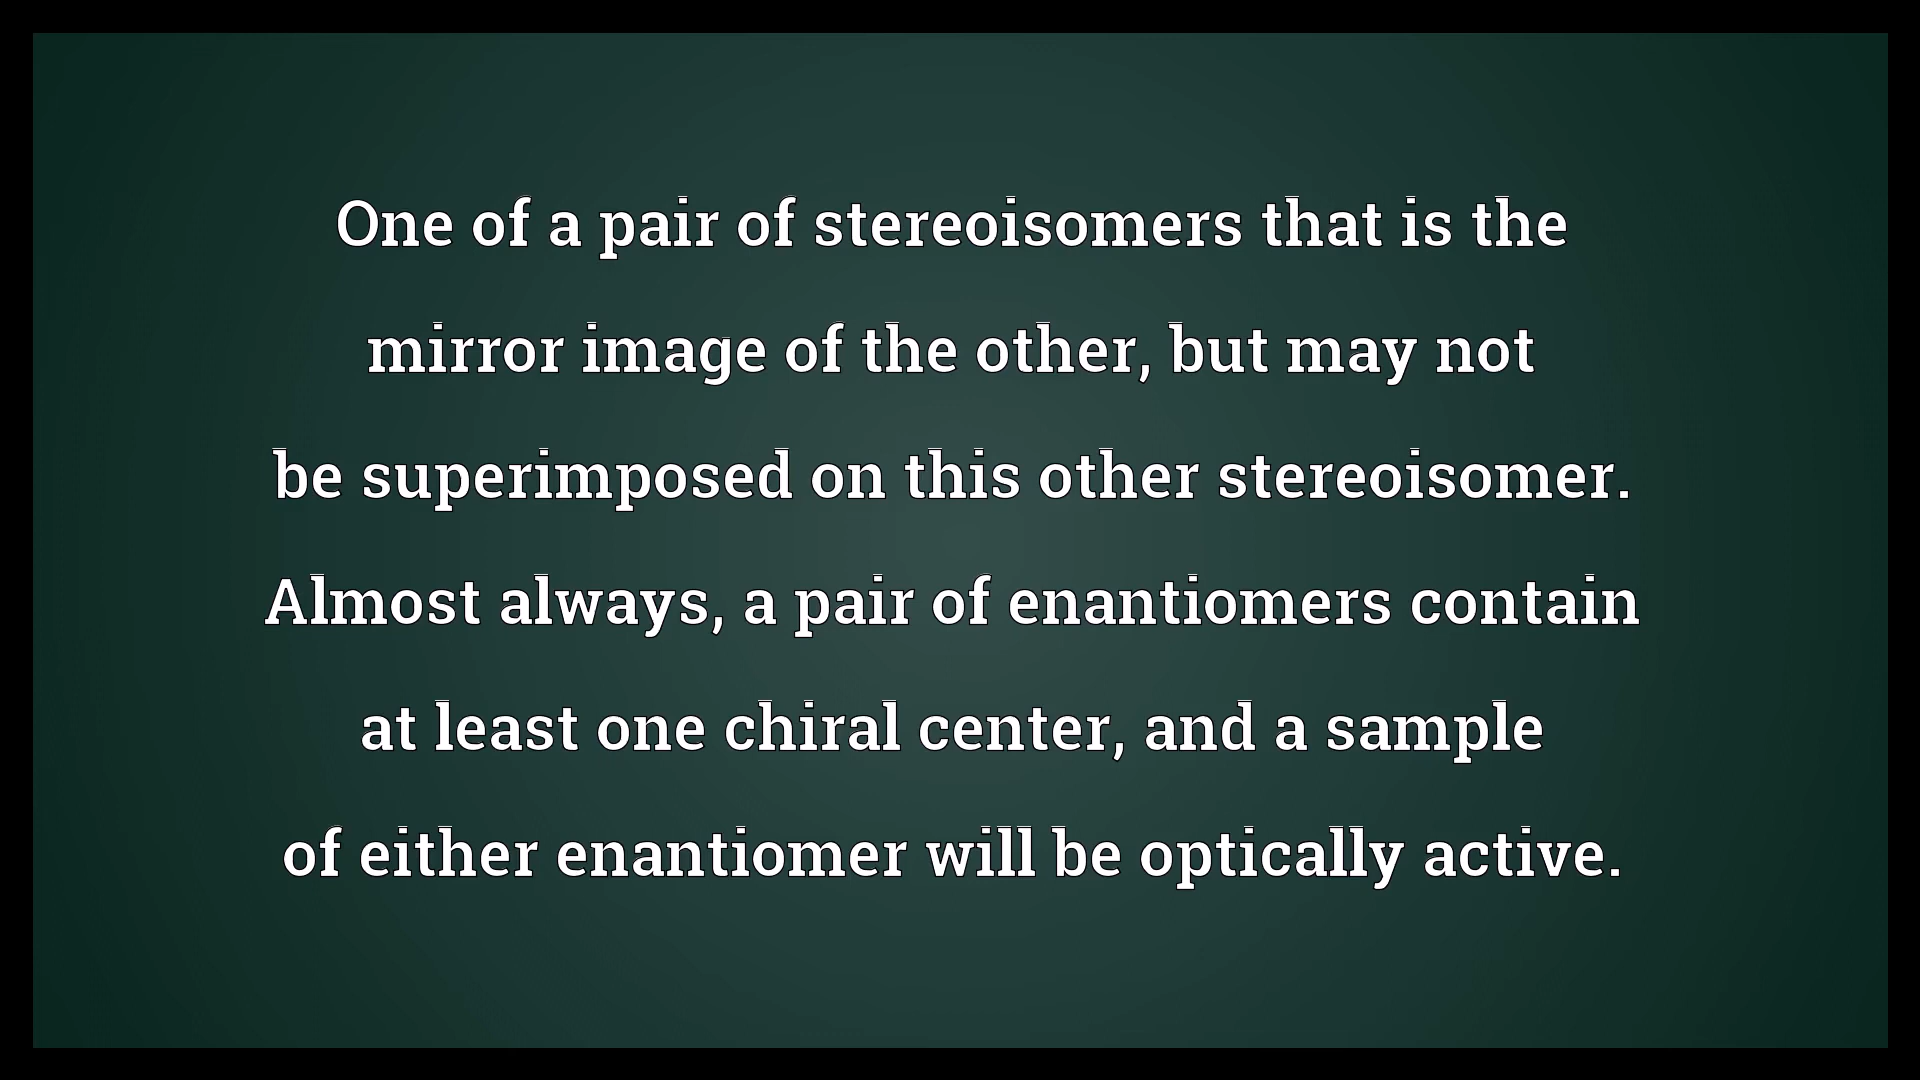 One of a pair of stereoisomers that is the
mirror image of the other, but may not
be superimposed on this other stereoisomer.
Almost always, a pair of enantiomers contain
at least one chiral center, and a sample
of either enantiomer will be optically active.